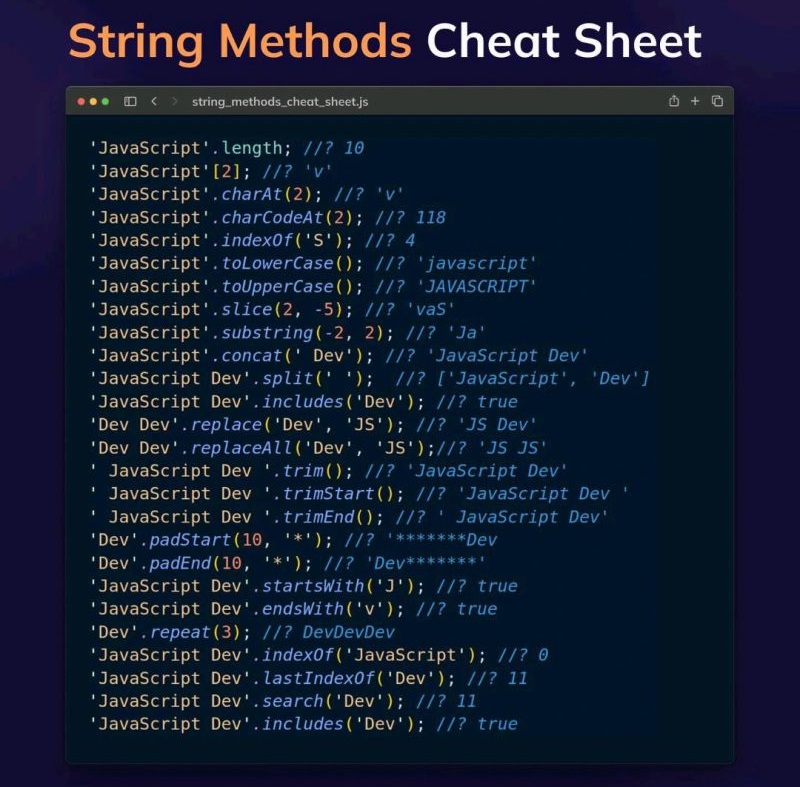 String Methods Cheat Sheet
string_methods_cheat_sheet.js
'JavaScript'.length; //? 10
'JavaScript'[2]; //? 'v'
'JavaScript'.charAt(2); //? 'v'
'JavaScript'.charCodeAt(2); //? 118
'JavaScript'.indexOf('S'); //? 4
'JavaScript'.toLowerCase(); //? 'javascript'
'JavaScript'.toUpperCase(); //? 'JAVASCRIPT'
'JavaScript'.slice(2, -5); //? 'vaS'
'JavaScript'.substring(-2, 2); //? 'Ja'
'JavaScript'.concat(' Dev'); //? 'JavaScript Dev'
'JavaScript Dev'.split(' ');  //? ['JavaScript', 'Dev']
'JavaScript Dev'.includes('Dev'); //? true
'Dev Dev'.replace('Dev', 'JS'); //? 'JS Dev'
'Dev Dev'.replaceAll('Dev', 'JS');//? 'JS JS'
' JavaScript Dev '.trim(); //? 'JavaScript Dev'
' JavaScript Dev '.trimStart(); //? 'JavaScript Dev '
' JavaScript Dev '.trimEnd(); //? ' JavaScript Dev'
'Dev'.padStart(10, '*'); //? '*******Dev
'Dev'.padEnd(10, '*'); //? 'Dev*******'
'JavaScript Dev'.startsWith('J'); //? true
'JavaScript Dev'.endsWith('v'); //? true
'Dev'.repeat(3); //? DevDevDev
'JavaScript Dev'.indexOf('JavaScript'); //? 0
'JavaScript Dev'.lastIndexOf('Dev'); //? 11
'JavaScript Dev'.search('Dev'); //? 11
'JavaScript Dev'.includes('Dev'); //? true